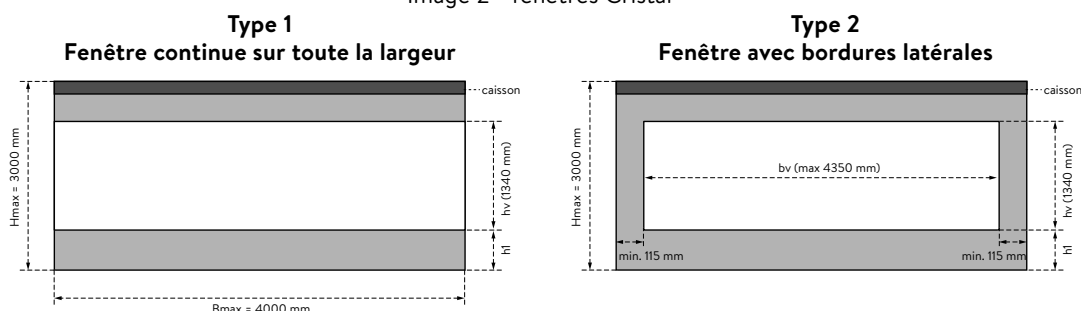 Image 2 - fenêtres Cristal
Type 1
Fenêtre continue sur toute la largeur
caisson
Hmax = 3000 mm
hv (1340 mm)
h1
Bmax = 4000 mm
Type 2
Fenêtre avec bordures latérales
caisson
Hmax = 3000 mm
bv (max 4350 mm)
hv (1340 mm)
h1
min. 115 mm
min. 115 mm